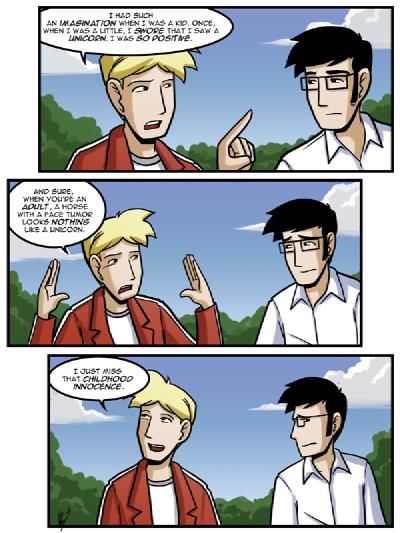 I HAD SUCH
AN IMAGINATION WHEN I WAS A KID. ONCE,
WHEN I WAS A LITTLE, I SWORE THAT I SAW A
UNICORN. I WAS SO POSITIVE.
AND SURE,
WHEN YOU'RE AN
ADULT, A HORSE
WITH A FACE TUMOR
LOOKS NOTHING
LIKE A UNICORN.
I JUST MISS
THAT CHILDHOOD
INNOCENCE.